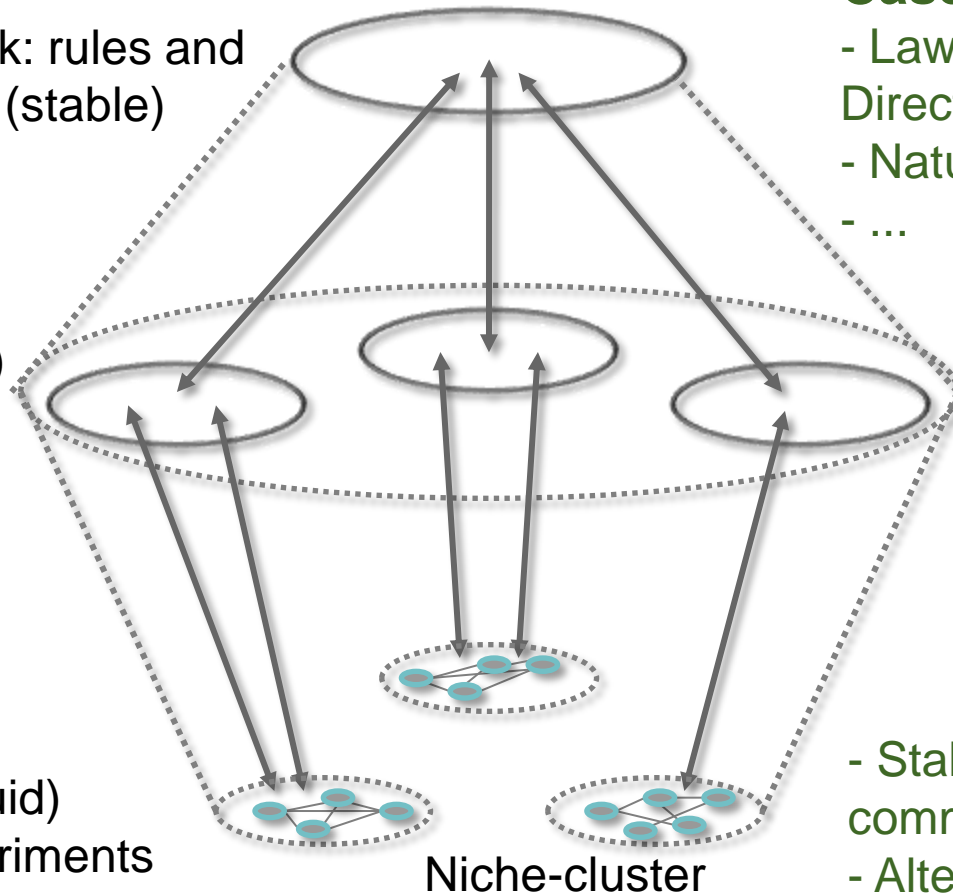 k: rules and
(stable)
- Law
Direc
- Natu
- ...
)
uid)
riments
Niche-cluster
- Stal
comr
- Alte